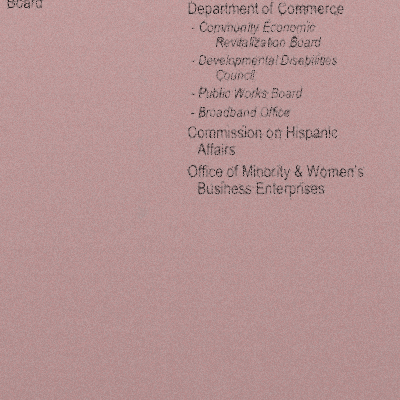 Board
Department of Commerce
- Community Economic
Revitalization Board
- Developmental Disabilities
Council
- Public Works Board
- Broadband Office
Commission on Hispanic
Affairs
Office of Minority & Women's
Business Enterprises